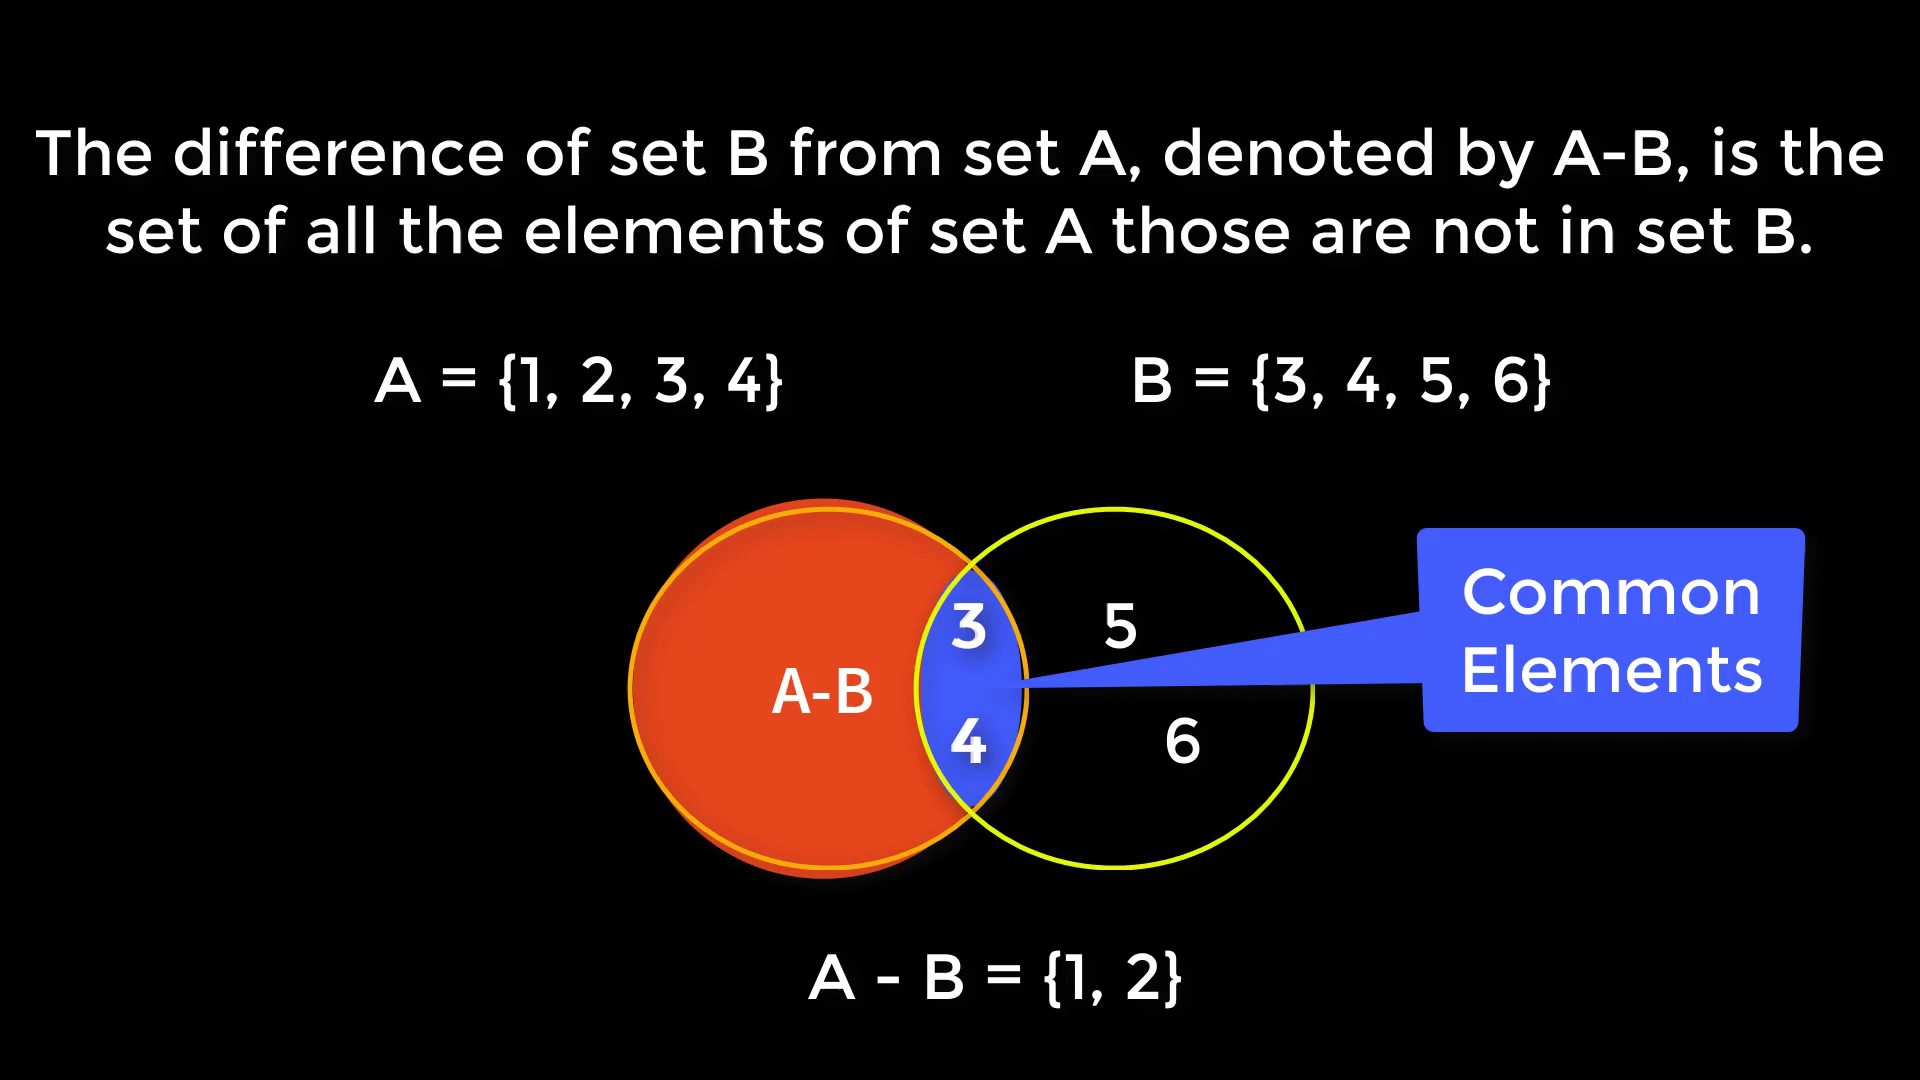 The difference of set B from set A, denoted by A-B, is the
set of all the elements of set A those are not in set B.
A = {1, 2, 3, 4}
B = {3, 4, 5, 6}
3
5
A-B
4
6
Common
Elements
A - B = {1, 2}